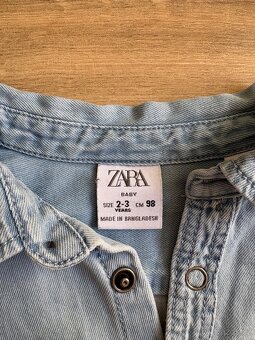 ZARA
BABY
SIZE 2-3 YEARS CM 98
MADE IN BANGLADESH